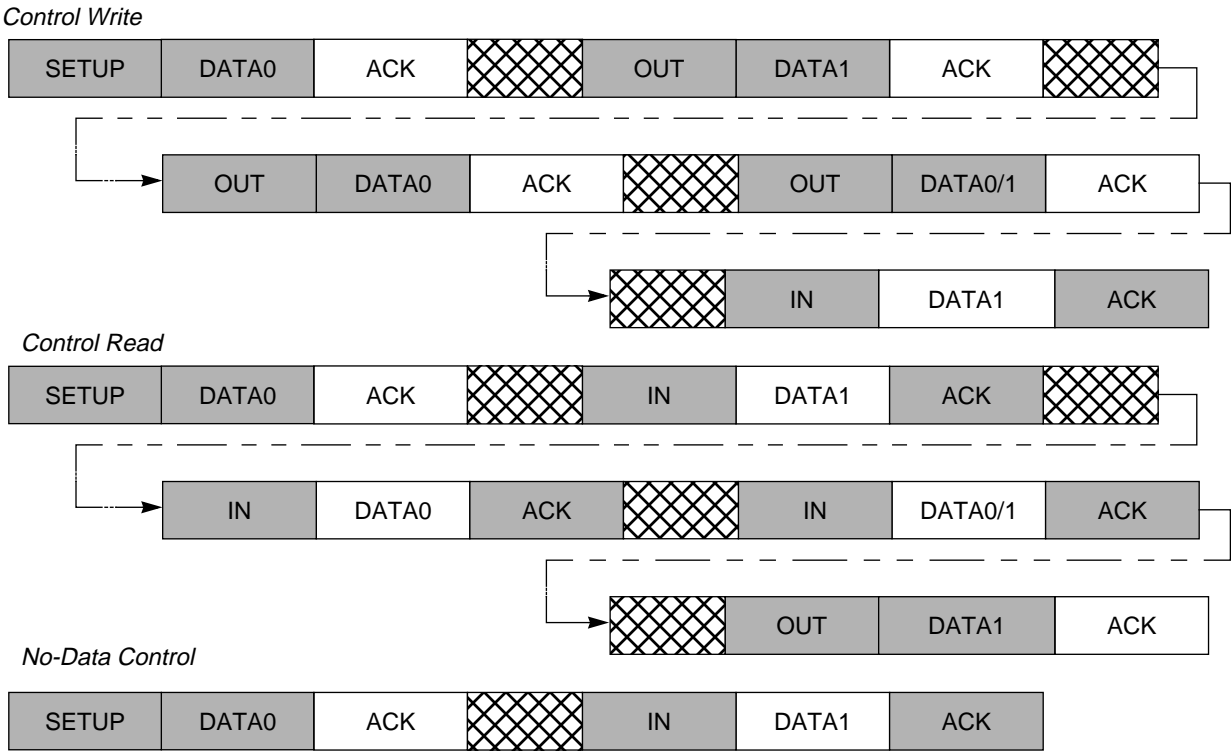 Control Write
SETUP DATA0 ACK OUT DATA1 ACK
OUT DATA0 ACK OUT DATA0/1 ACK
IN DATA1 ACK
Control Read
SETUP DATA0 ACK IN DATA1 ACK
IN DATA0 ACK IN DATA0/1 ACK
OUT DATA1 ACK
No-Data Control
SETUP DATA0 ACK IN DATA1 ACK